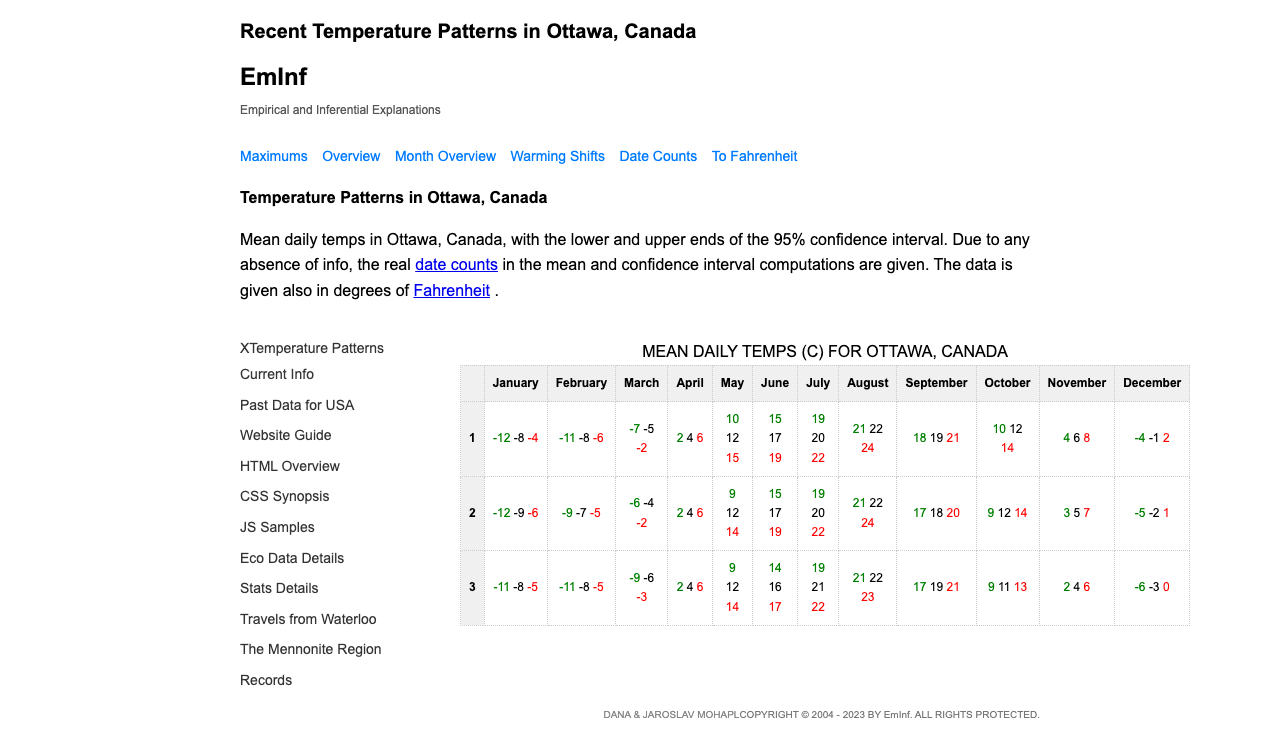 Recent Temperature Patterns in Ottawa, Canada
EmInf
Empirical and Inferential Explanations
Maximums Overview Month Overview Warming Shifts Date Counts To Fahrenheit
Temperature Patterns in Ottawa, Canada
Mean daily temps in Ottawa, Canada, with the lower and upper ends of the 95% confidence interval. Due to any
absence of info, the real date counts in the mean and confidence interval computations are given. The data is
given also in degrees of Fahrenheit .
XTemperature Patterns
Current Info
Past Data for USA
Website Guide
HTML Overview
CSS Synopsis
JS Samples
Eco Data Details
Stats Details
Travels from Waterloo
The Mennonite Region
Records
MEAN DAILY TEMPS (C) FOR OTTAWA, CANADA
January February March April May June July August September October November December
1 -12 -8 -4 -11 -8 -6 -7 -5 -2 2 4 6 10 12 15 15 17 19 19 20 22 21 22 24 18 19 21 10 12 14 4 6 8 -4 -1 2
2 -12 -9 -6 -9 -7 -5 -6 -4 -2 2 4 6 9 12 14 15 17 19 19 20 22 21 22 24 17 18 20 9 12 14 3 5 7 -5 -2 1
3 -11 -8 -5 -11 -8 -5 -9 -6 -3 2 4 6 9 12 14 14 16 17 19 21 22 21 22 23 17 19 21 9 11 13 2 4 6 -6 -3 0
DANA & JAROSLAV MOHAPLCOPYRIGHT © 2004 - 2023 BY EmInf. ALL RIGHTS PROTECTED.